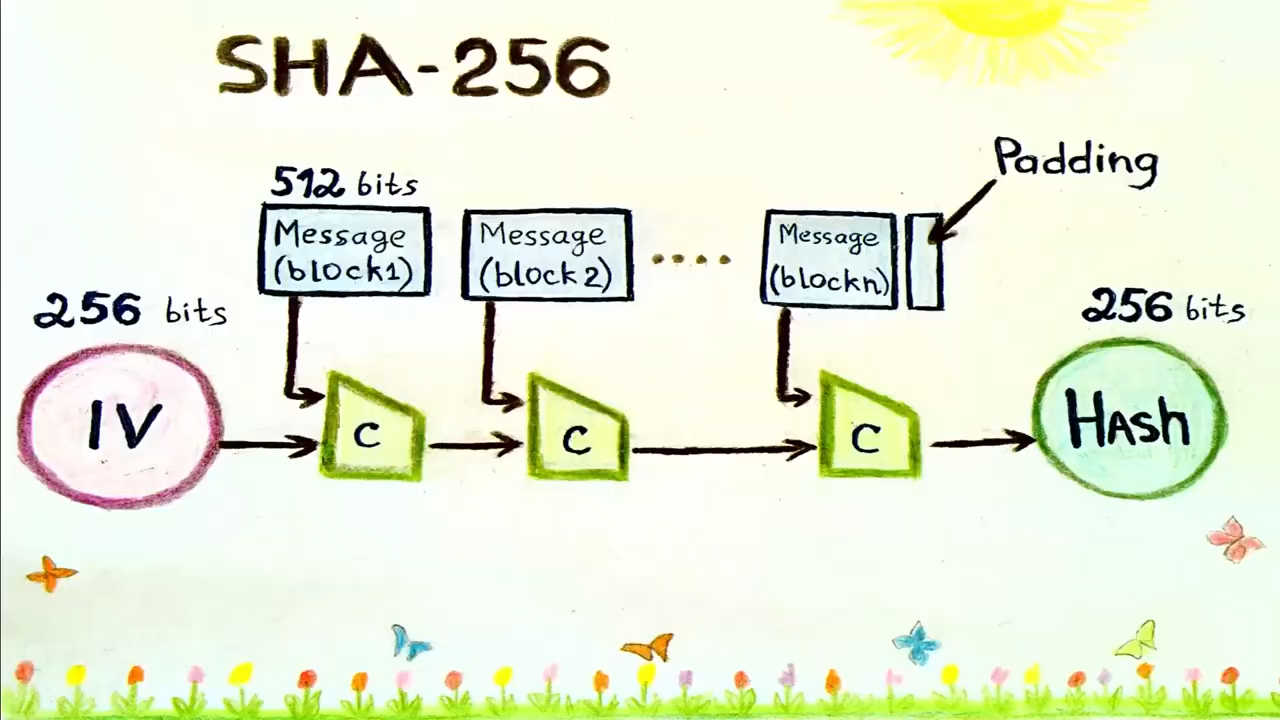 SHA-256
512 bits
Padding
Message
(block1)
Message
(block 2)
Message
(blockn)
256 bits
256 bits
IV
C
C
C
HAsh